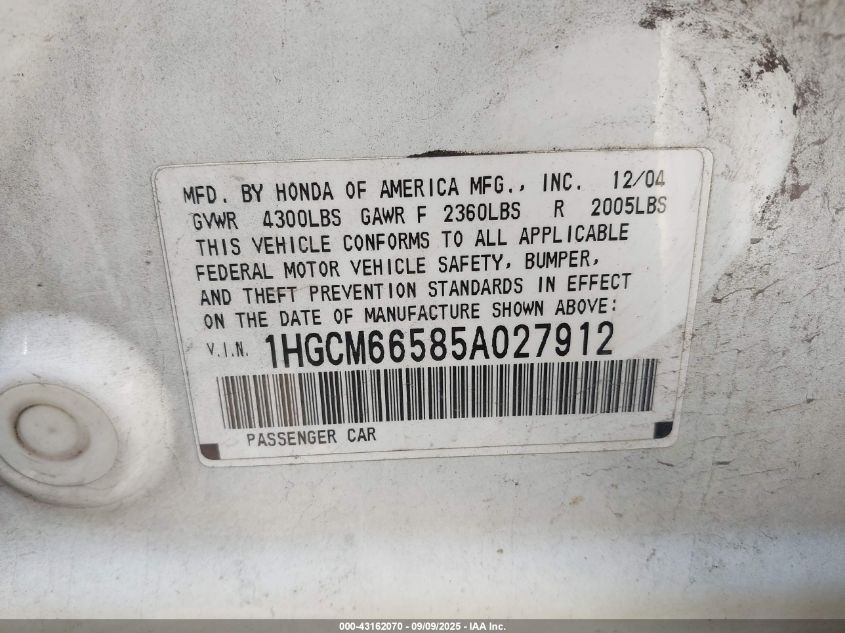 MFD. BY HONDA OF AMERICA MFG., INC. 12/04
GVWR 4300LBS GAWR F 2360LBS R 2005LBS
THIS VEHICLE CONFORMS TO ALL APPLICABLE
FEDERAL MOTOR VEHICLE SAFETY, BUMPER,
AND THEFT PREVENTION STANDARDS IN EFFECT
ON THE DATE OF MANUFACTURE SHOWN ABOVE:
V.I.N. 1HGCM66585A027912
PASSENGER CAR
000-43162070 - 09/09/2025 - IAA Inc.